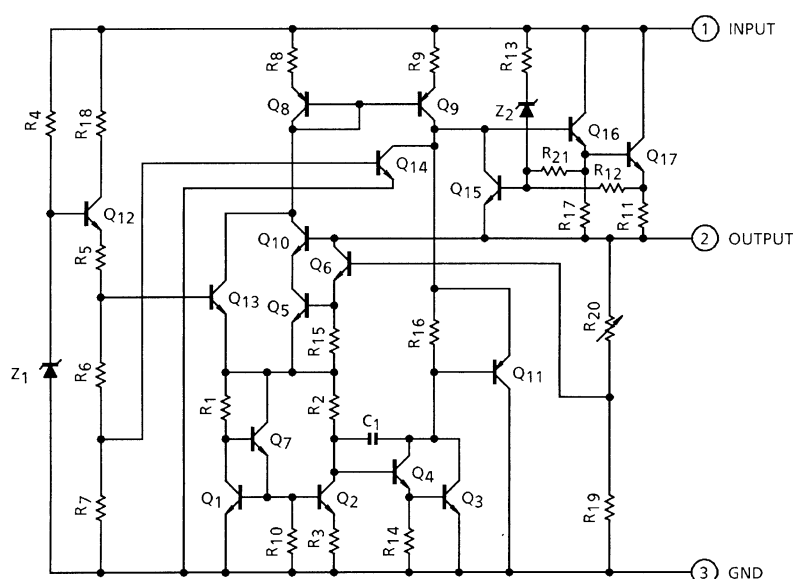 1 INPUT
R8
R9
R13
R4
R18
Q8
Q9
Z2
Q16
Q14
R21
Q17
R12
Q15
Q12
R17
R11
Q10
2 OUTPUT
R5
Q6
Q13
Q5
R20
R15
R16
Z1
R6
Q11
R1
R2
C1
Q7
Q4
R7
Q1
Q2
Q3
R10
R3
R14
R19
3 GND